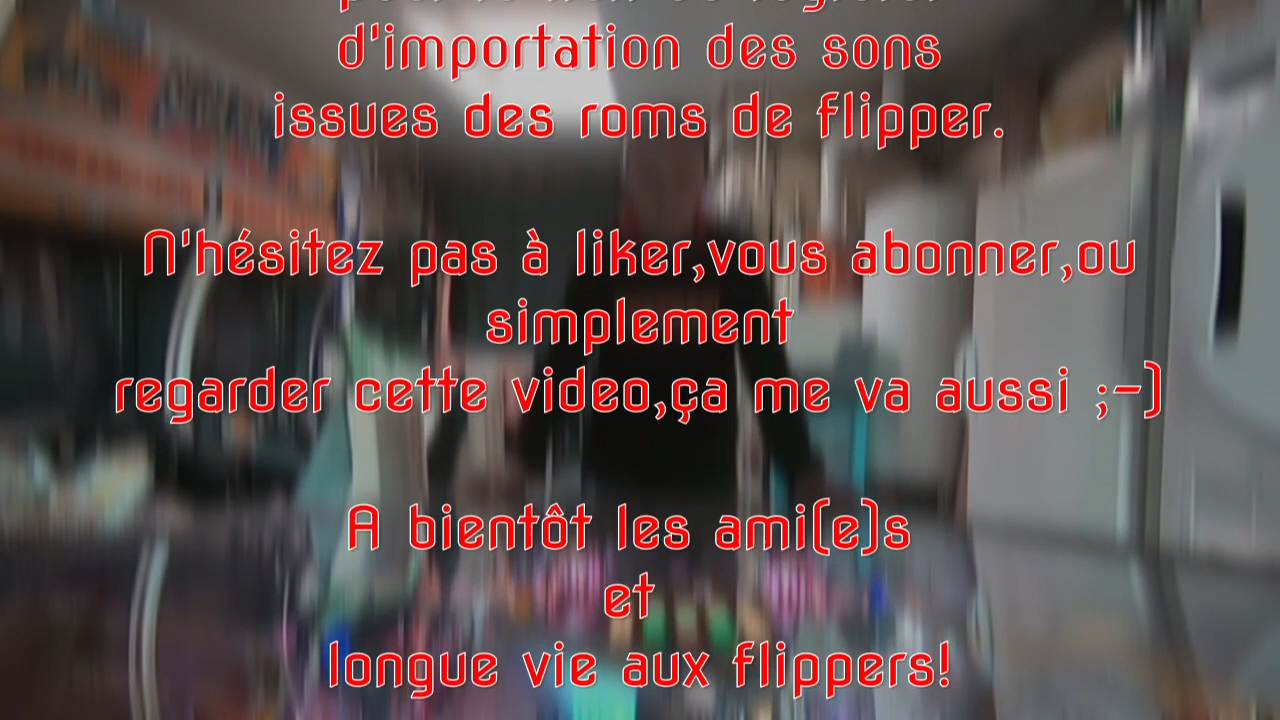 d'importation des sons
issues des roms de flipper.
N'hésitez pas à liker,vous abonner,ou
simplement
regarder cette video,ça me va aussi ;-)
A bientôt les ami(e)s
et
longue vie aux flippers!